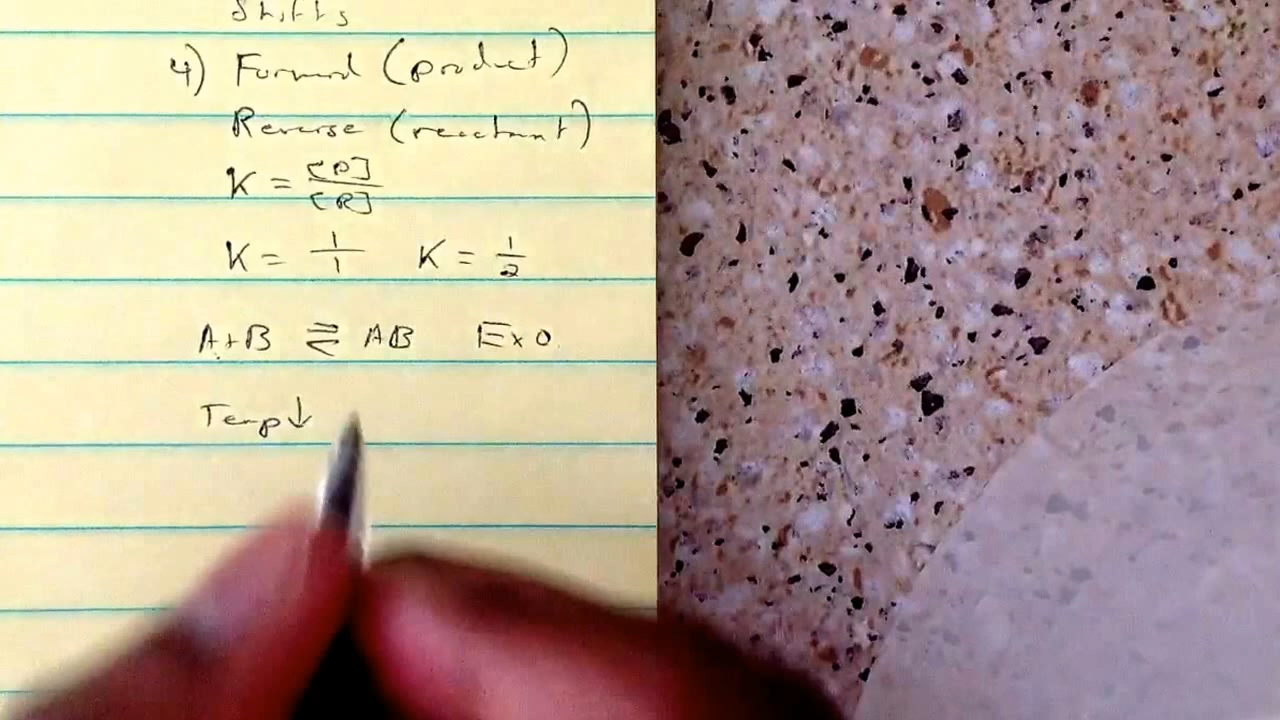 Shifts
4) Forward (product)
Reverse (reactant)
K = [P]/[R]
K = 1/1 K = 1/2
A+B ⇌ AB Exo.
Temp↓